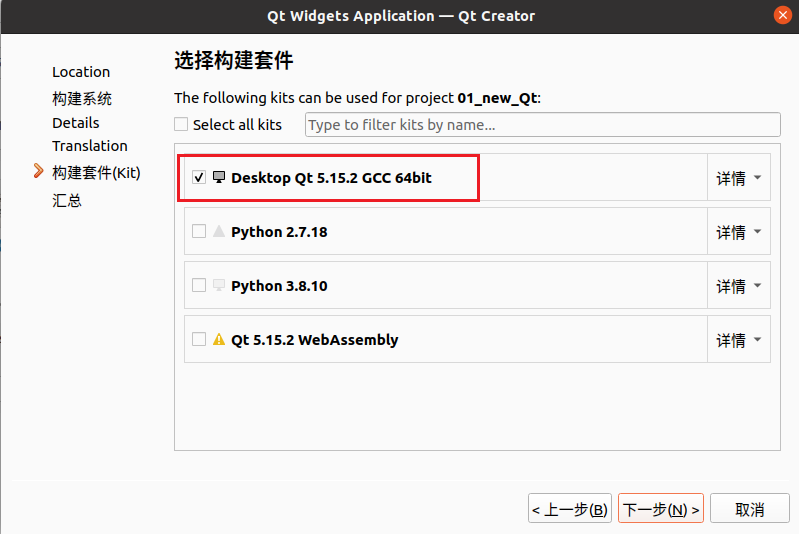 Qt Widgets Application — Qt Creator
Location
构建系统
Details
Translation
构建套件(Kit)
汇总
选择构建套件
The following kits can be used for project 01_new_Qt:
Select all kits
Type to filter kits by name...
Desktop Qt 5.15.2 GCC 64bit
详情
Python 2.7.18
详情
Python 3.8.10
详情
Qt 5.15.2 WebAssembly
详情
< 上一步(B)
下一步(N) >
取消